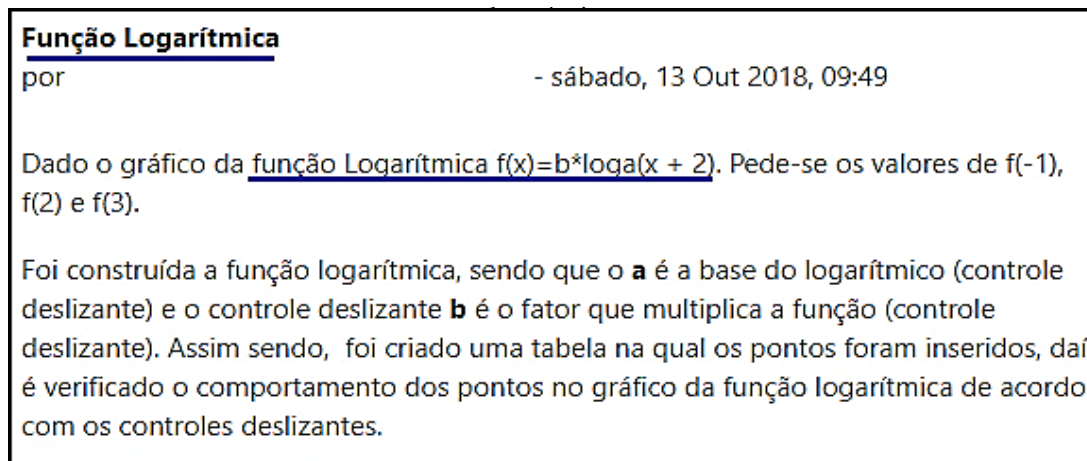 Função Logarítmica
por - sábado, 13 Out 2018, 09:49
Dado o gráfico da função Logarítmica f(x)=b*loga(x + 2). Pede-se os valores de f(-1),
f(2) e f(3).
Foi construída a função logarítmica, sendo que o a é a base do logarítmico (controle
deslizante) e o controle deslizante b é o fator que multiplica a função (controle
deslizante). Assim sendo, foi criado uma tabela na qual os pontos foram inseridos, daí
é verificado o comportamento dos pontos no gráfico da função logarítmica de acordo
com os controles deslizantes.